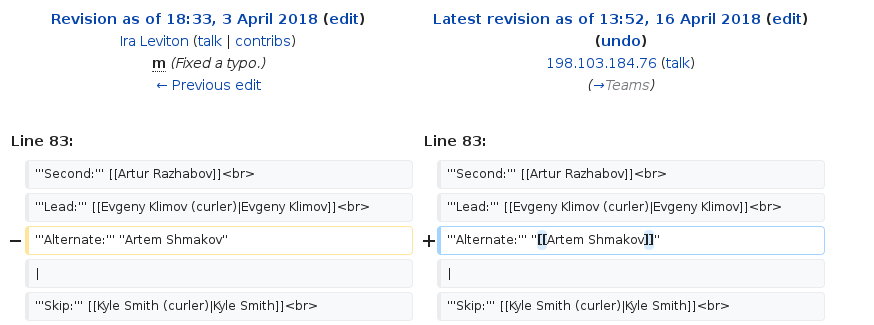 Revision as of 18:33, 3 April 2018 (edit)
Ira Leviton (talk | contribs)
m (Fixed a typo.)
← Previous edit
Latest revision as of 13:52, 16 April 2018 (edit)
(undo)
198.103.184.76 (talk)
(→Teams)
Line 83:
Line 83:
'''Second:''' [[Artur Razhabov]]<br>
'''Second:''' [[Artur Razhabov]]<br>
'''Lead:''' [[Evgeny Klimov (curler)|Evgeny Klimov]]<br>
'''Lead:''' [[Evgeny Klimov (curler)|Evgeny Klimov]]<br>
− '''Alternate:''' ''Artem Shmakov''
+ '''Alternate:''' ''[[Artem Shmakov]]''
|
|
'''Skip:''' [[Kyle Smith (curler)|Kyle Smith]]<br>
'''Skip:''' [[Kyle Smith (curler)|Kyle Smith]]<br>